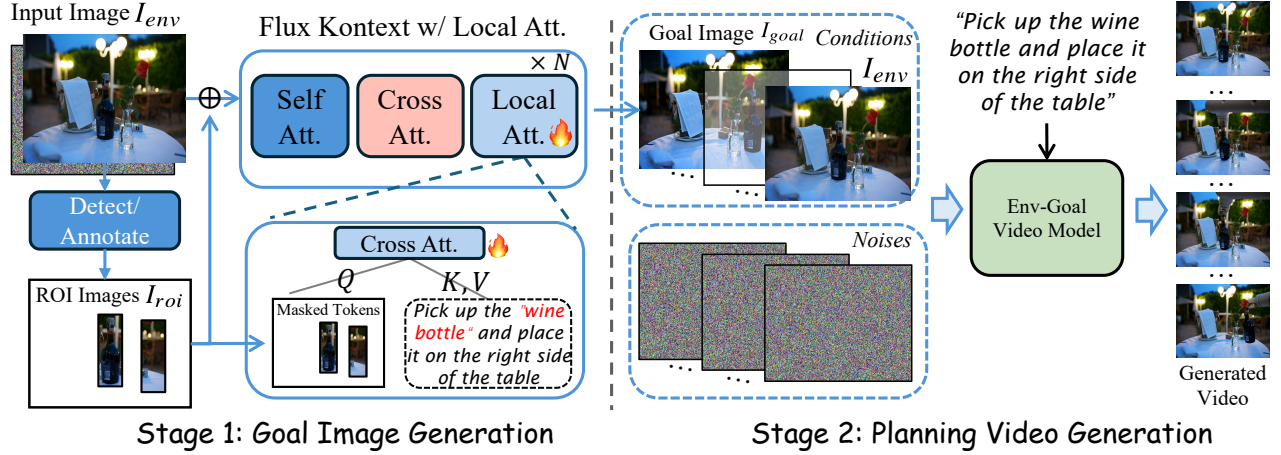 Input Image I_env
Flux Kontext w/ Local Att.
× N
Self
Att.
Cross
Att.
Local
Att.
Detect/
Annotate
ROI Images I_roi
Cross Att.
Q
K,V
Masked Tokens
Pick up the "wine
bottle" and place
it on the right side
of the table
Stage 1: Goal Image Generation
Goal Image I_goal
Conditions
I_env
...
...
Noises
...
...
"Pick up the wine
bottle and place it
on the right side
of the table"
Env-Goal
Video Model
...
...
...
Generated
Video
Stage 2: Planning Video Generation